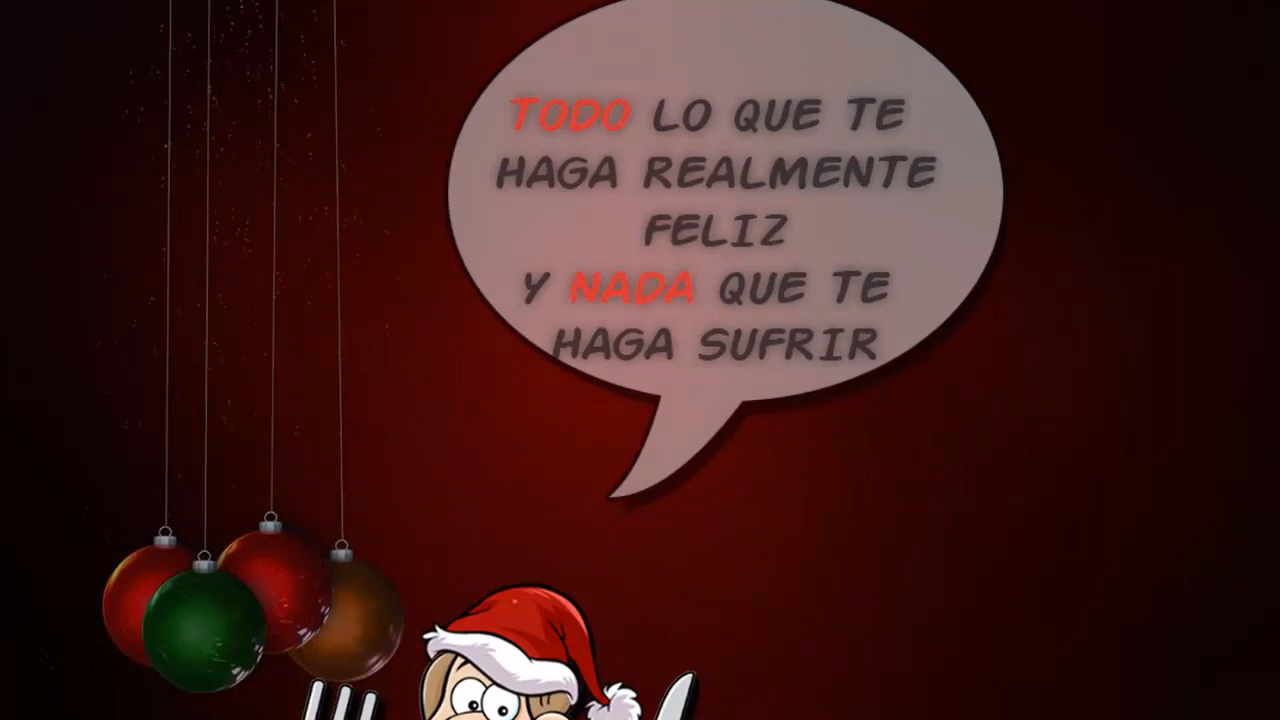 TODO LO QUE TE
HAGA REALMENTE
FELIZ
Y NADA QUE TE
HAGA SUFRIR